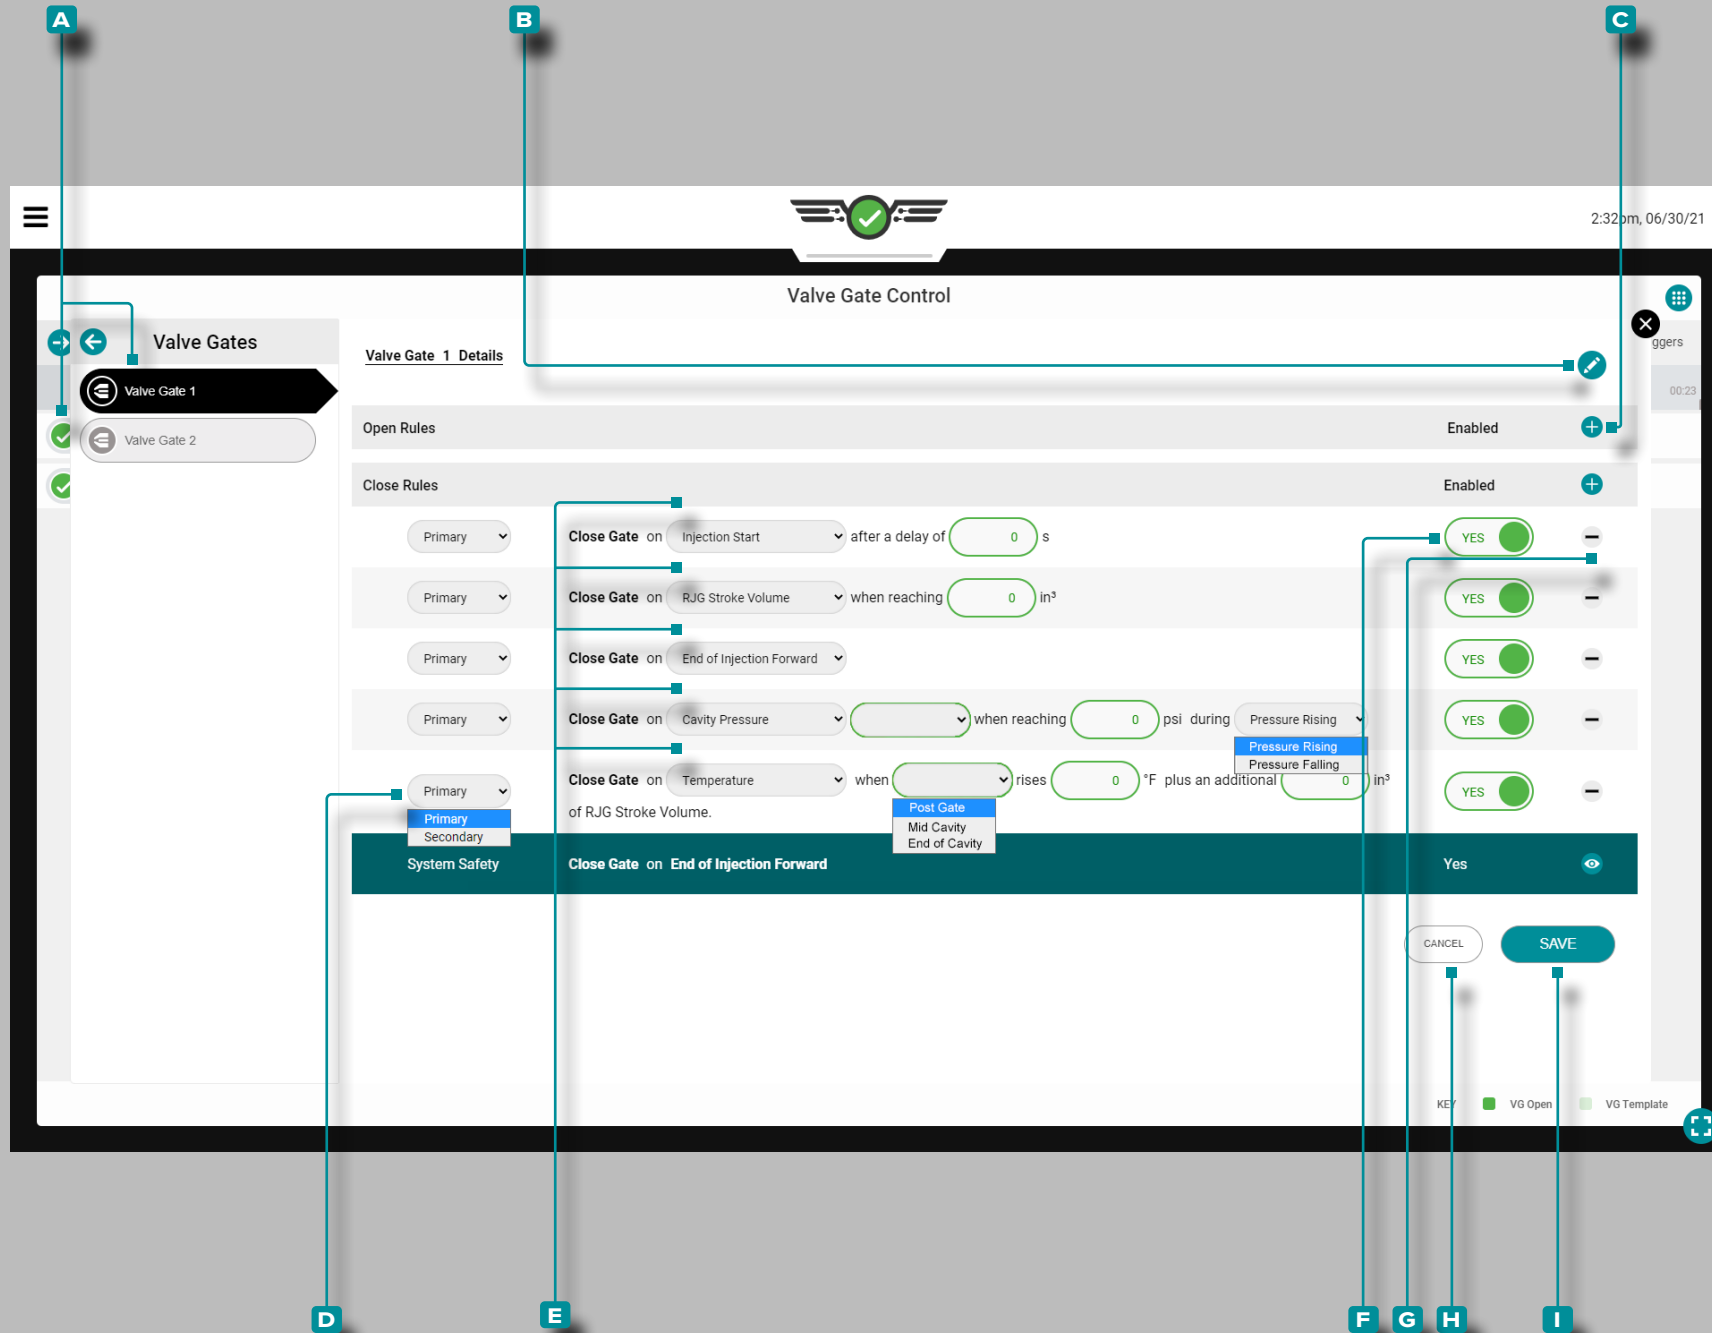 A
B
C
2:32pm, 06/30/21
Valve Gate Control
Valve Gates
Valve Gate 1 Details
ggers
Valve Gate 1
00:23
Open Rules Enabled
Valve Gate 2
Close Rules Enabled
Primary Close Gate on Injection Start after a delay of 0 s YES
Primary Close Gate on RJG Stroke Volume when reaching 0 in³ YES
Primary Close Gate on End of Injection Forward YES
Primary Close Gate on Cavity Pressure when reaching 0 psi during Pressure Rising YES
Pressure Rising
Pressure Falling
Primary Close Gate on Temperature when rises 0 °F plus an additional 0 in³ YES
of RJG Stroke Volume.
Primary
Secondary
Post Gate
Mid Cavity
End of Cavity
System Safety Close Gate on End of Injection Forward Yes
CANCEL SAVE
KEY VG Open VG Template
D
E
F
G
H
I